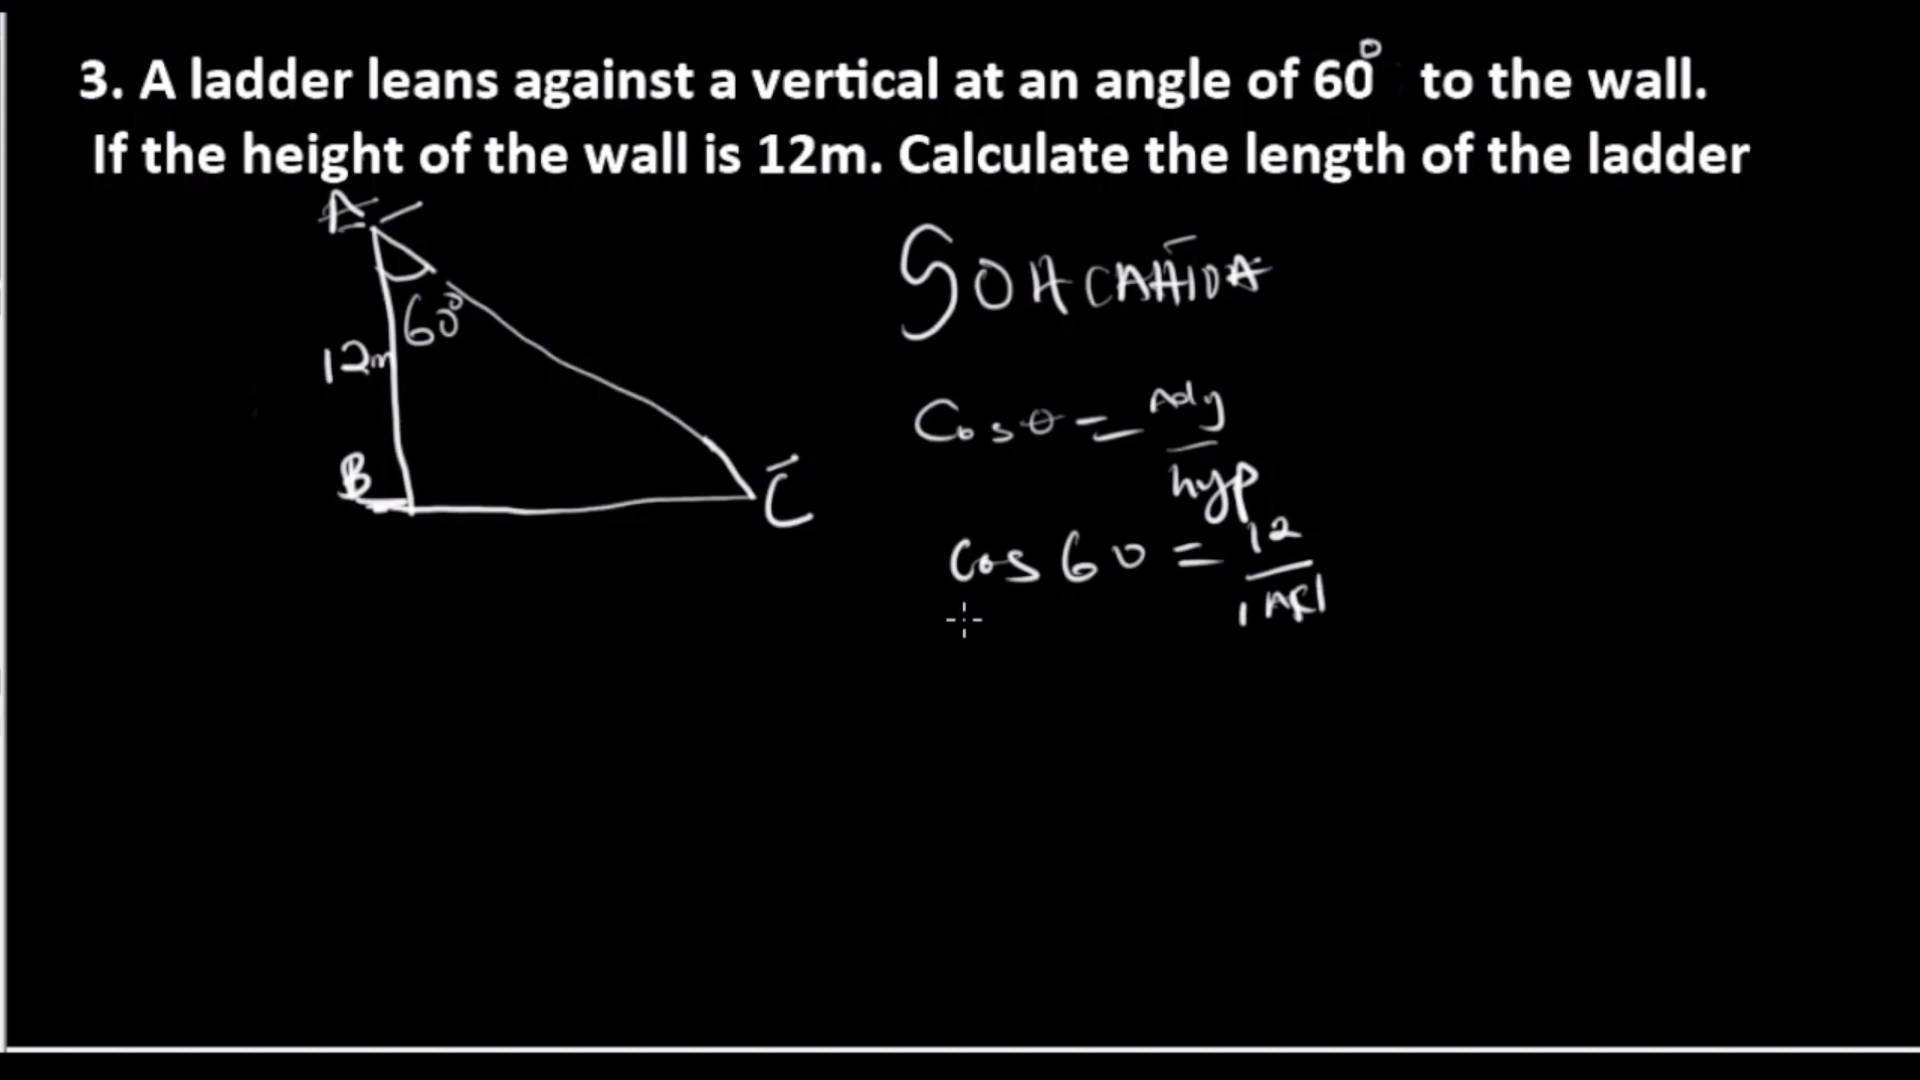 3. A ladder leans against a vertical at an angle of 60° to the wall.
If the height of the wall is 12m. Calculate the length of the ladder
A
60°
12m
B
C
SOHCAHTOA
Cos θ = Adj
hyp
Cos 60 = 12
|AC|